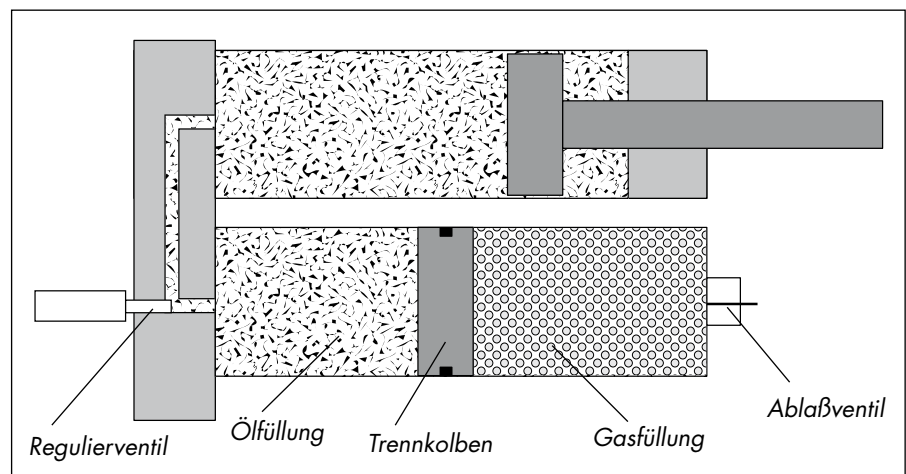 Regulierventil
Ölfüllung
Trennkolben
Gasfüllung
Ablaßventil